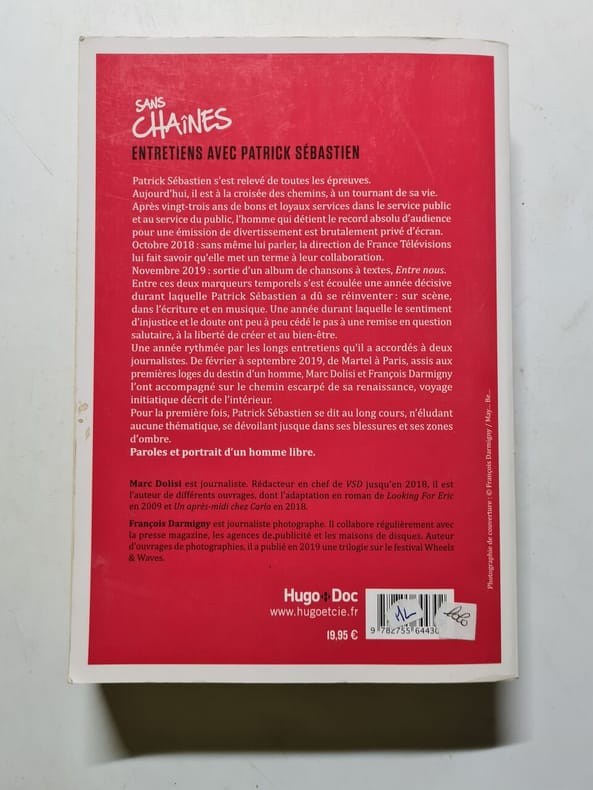 SANS
CHAÎNES
ENTRETIENS AVEC PATRICK SÉBASTIEN
Patrick Sébastien s'est relevé de toutes les épreuves.
Aujourd'hui, il est à la croisée des chemins, à un tournant de sa vie.
Après vingt-trois ans de bons et loyaux services dans le service public
et au service du public, l'homme qui détient le record absolu d'audience
pour une émission de divertissement est brutalement privé d'écran.
Octobre 2018 : sans même lui parler, la direction de France Télévisions
lui fait savoir qu'elle met un terme à leur collaboration.
Novembre 2019 : sortie d'un album de chansons à textes, Entre nous.
Entre ces deux marqueurs temporels s'est écoulée une année décisive
durant laquelle Patrick Sébastien a dû se réinventer : sur scène,
dans l'écriture et en musique. Une année durant laquelle le sentiment
d'injustice et le doute ont peu à peu cédé le pas à une remise en question
salutaire, à la liberté de créer et au bien-être.
Une année rythmée par les longs entretiens qu'il a accordés à deux
journalistes. De février à septembre 2019, de Martel à Paris, assis aux
premières loges du destin d'un homme, Marc Dolisi et François Darmigny
l'ont accompagné sur le chemin escarpé de sa renaissance, voyage
initiatique décrit de l'intérieur.
Pour la première fois, Patrick Sébastien se dit au long cours, n'éludant
aucune thématique, se dévoilant jusque dans ses blessures et ses zones
d'ombre.
Paroles et portrait d'un homme libre.
Marc Dolisi est journaliste. Rédacteur en chef de VSD jusqu'en 2018, il est
l'auteur de différents ouvrages, dont l'adaptation en roman de Looking For Eric
en 2009 et Un après-midi chez Carla en 2018.
François Darmigny est journaliste photographe. Il collabore régulièrement avec
la presse magazine, les agences de publicité et les maisons de disques. Auteur
d'ouvrages de photographies, il a publié en 2019 une trilogie sur le festival Wheels
& Waves.
Photographie de couverture : © François Darmigny / May... Be...
Hugo Doc
www.hugoetcie.fr
19,95 €
9 782755 64430
ML